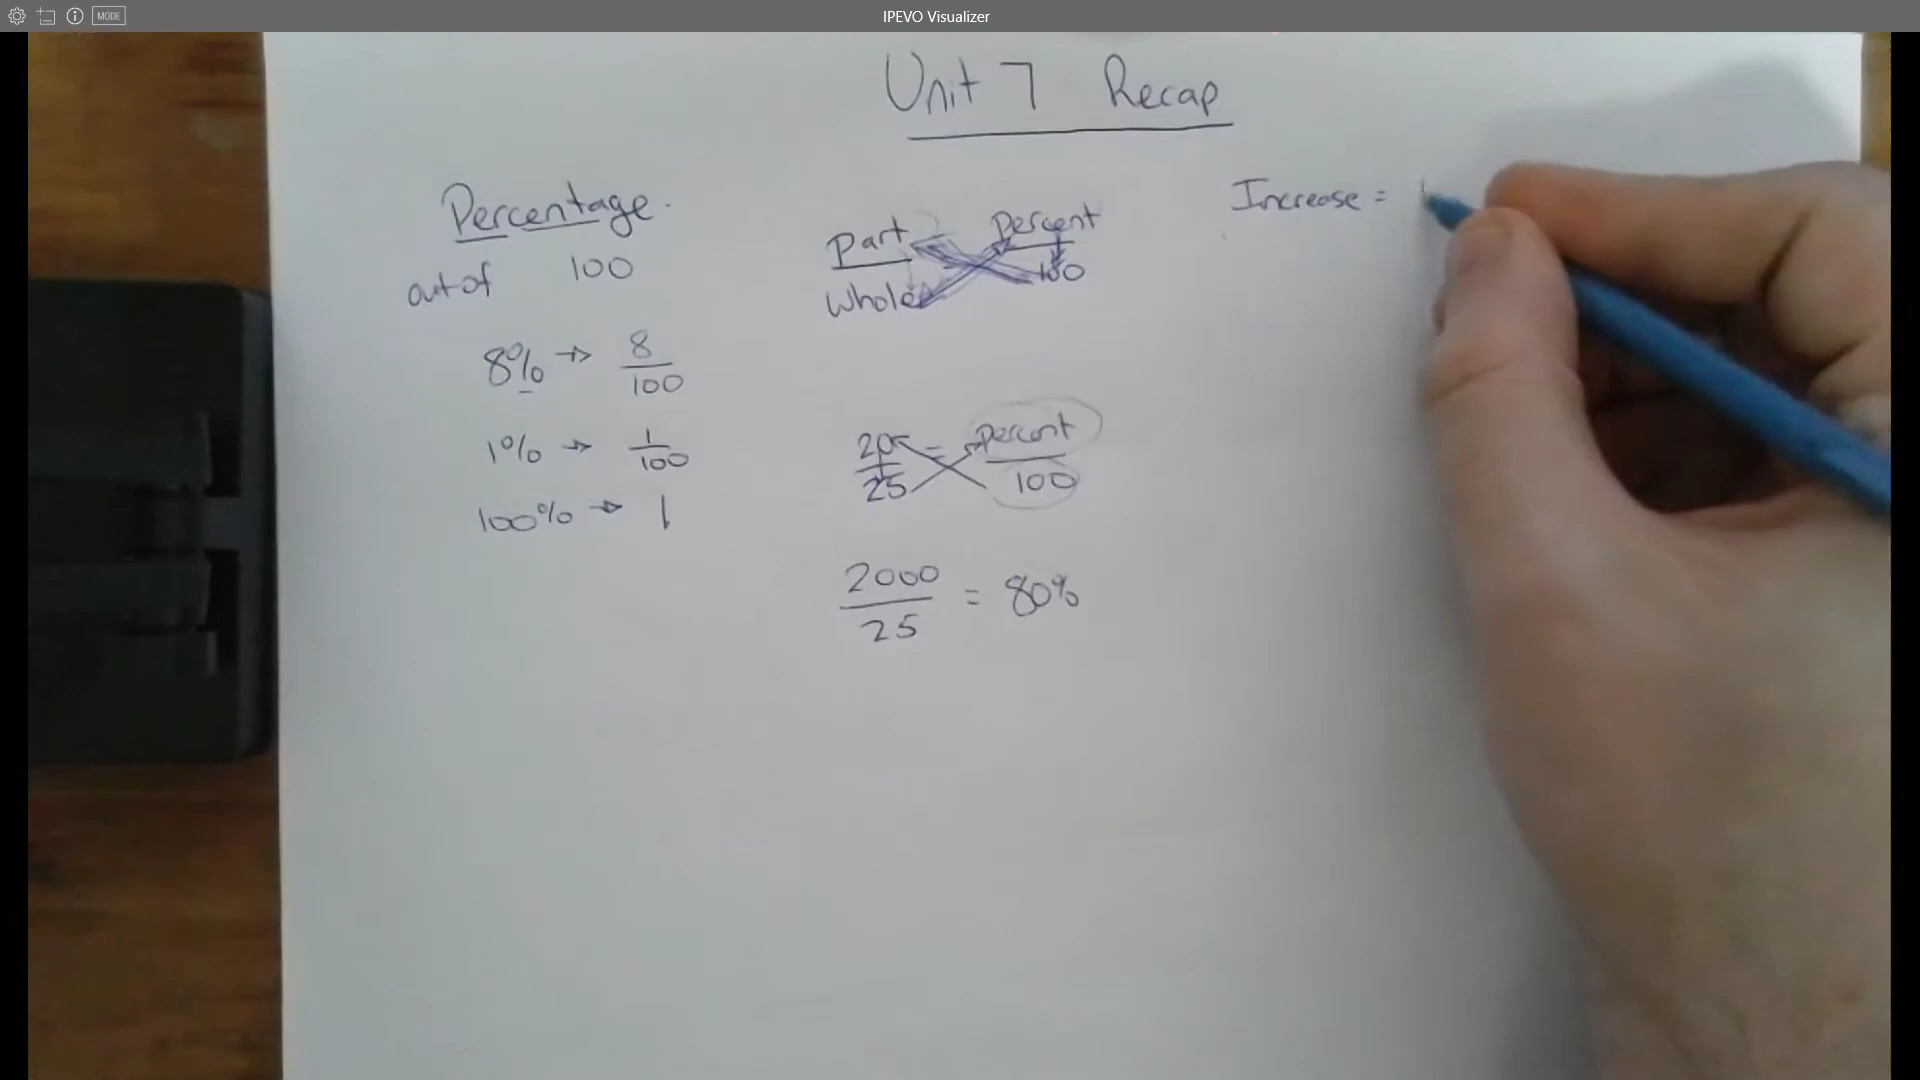 MODE
IPEVO Visualizer
Unit 7 Recap
Percentage.
out of 100
8% → 8/100
1% → 1/100
100% → 1
Part = Percent
Whole 100
20 = percent
25 100
2000/25 = 80%
Increase =